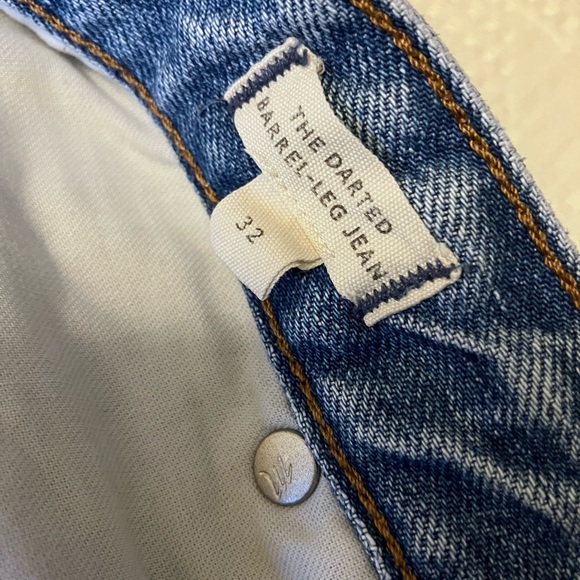 THE DARTED
BARREL-LEG JEAN
32